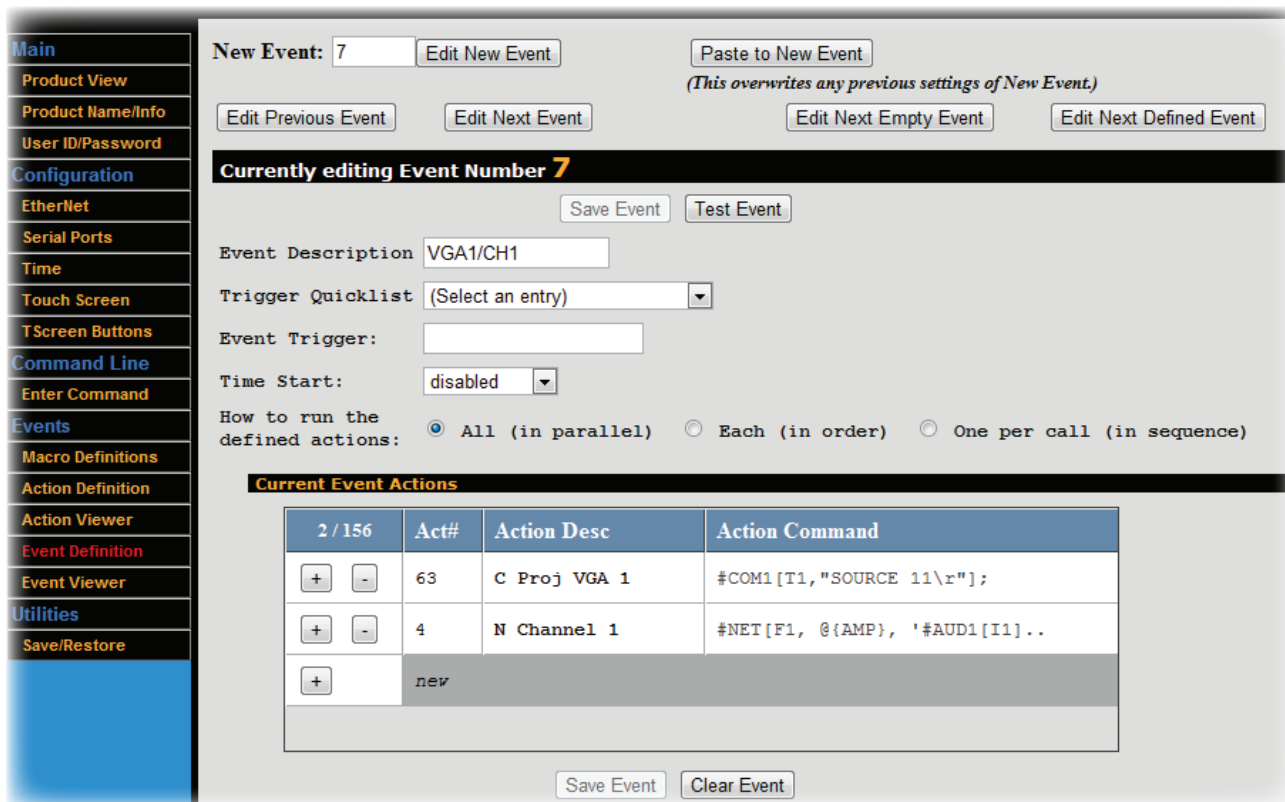 Main
Product View
Product Name/Info
User ID/Password
Configuration
EtherNet
Serial Ports
Time
Touch Screen
TScreen Buttons
Command Line
Enter Command
Events
Macro Definitions
Action Definition
Action Viewer
Event Definition
Event Viewer
Utilities
Save/Restore
New Event: 7 Edit New Event Paste to New Event
(This overwrites any previous settings of New Event.)
Edit Previous Event Edit Next Event Edit Next Empty Event Edit Next Defined Event
Currently editing Event Number 7
Save Event Test Event
Event Description VGA1/CH1
Trigger Quicklist (Select an entry)
Event Trigger:
Time Start: disabled
How to run the
defined actions: All (in parallel) Each (in order) One per call (in sequence)
Current Event Actions
2 / 156 Act# Action Desc Action Command
+ - 63 C Proj VGA 1 #COM1[T1,"SOURCE 11\r"];
+ - 4 N Channel 1 #NET[F1, @{AMP}, '#AUD1[I1]..
+ new
Save Event Clear Event